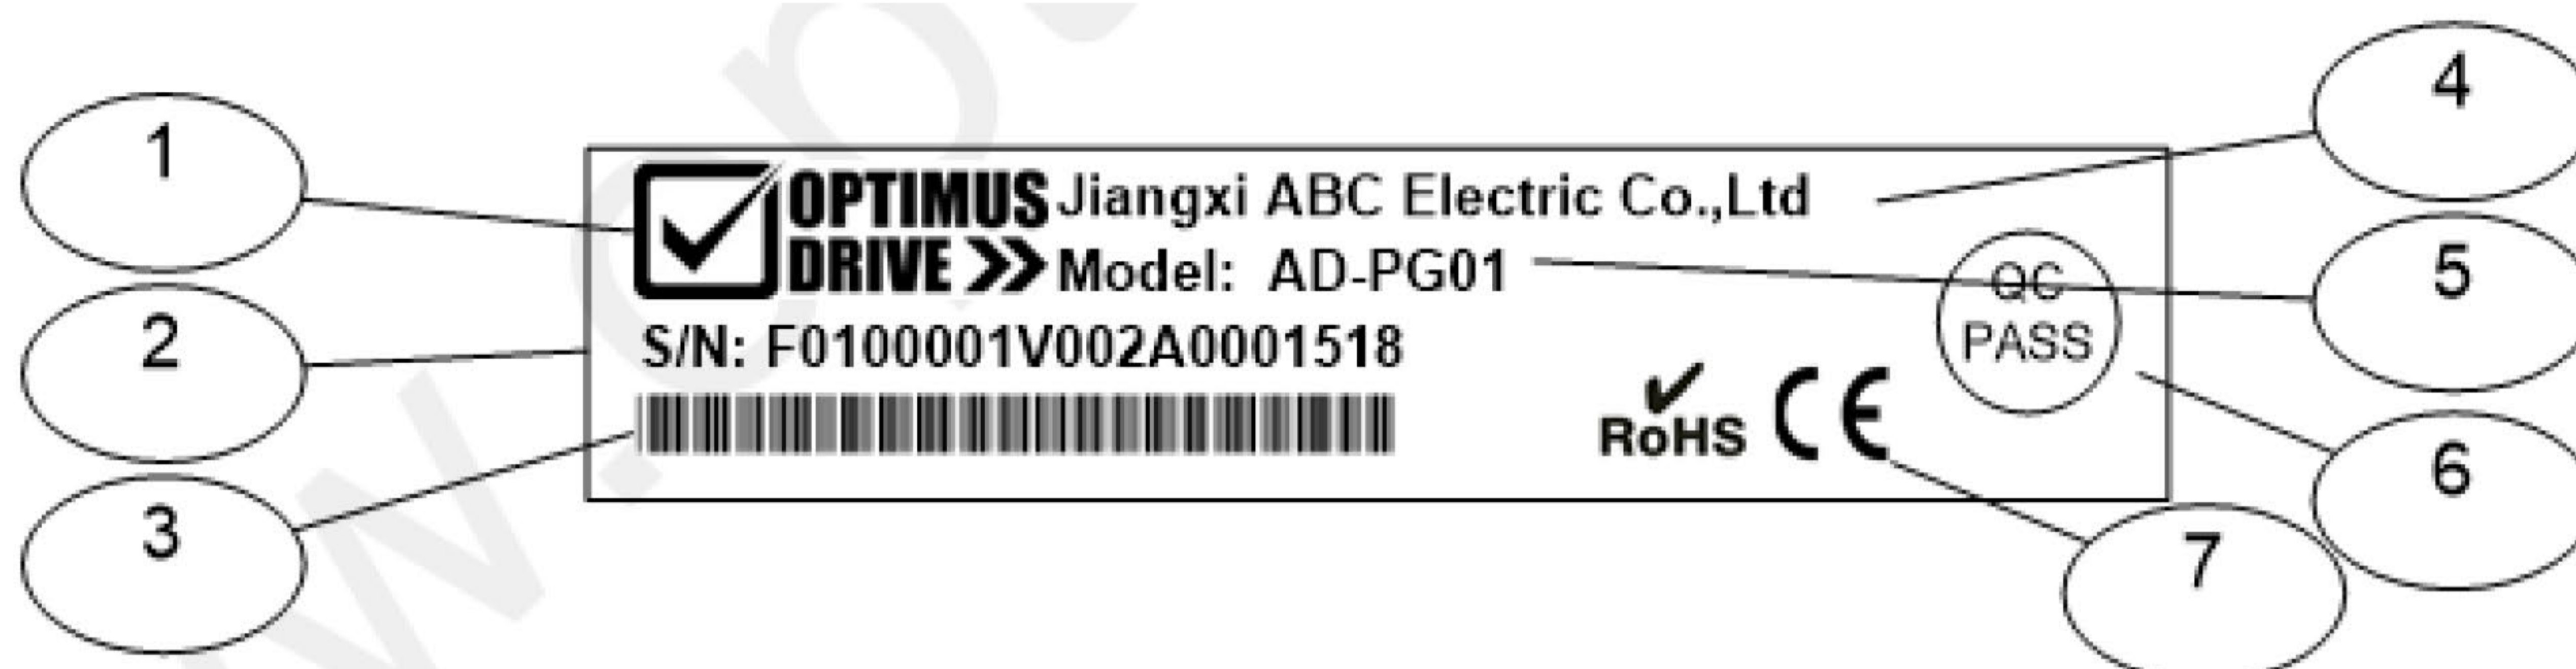 1
2
3
4
5
6
7
OPTIMUS
DRIVE
Jiangxi ABC Electric Co.,Ltd
Model: AD-PG01
S/N: F0100001V002A0001518
RoHS CE
QC
PASS